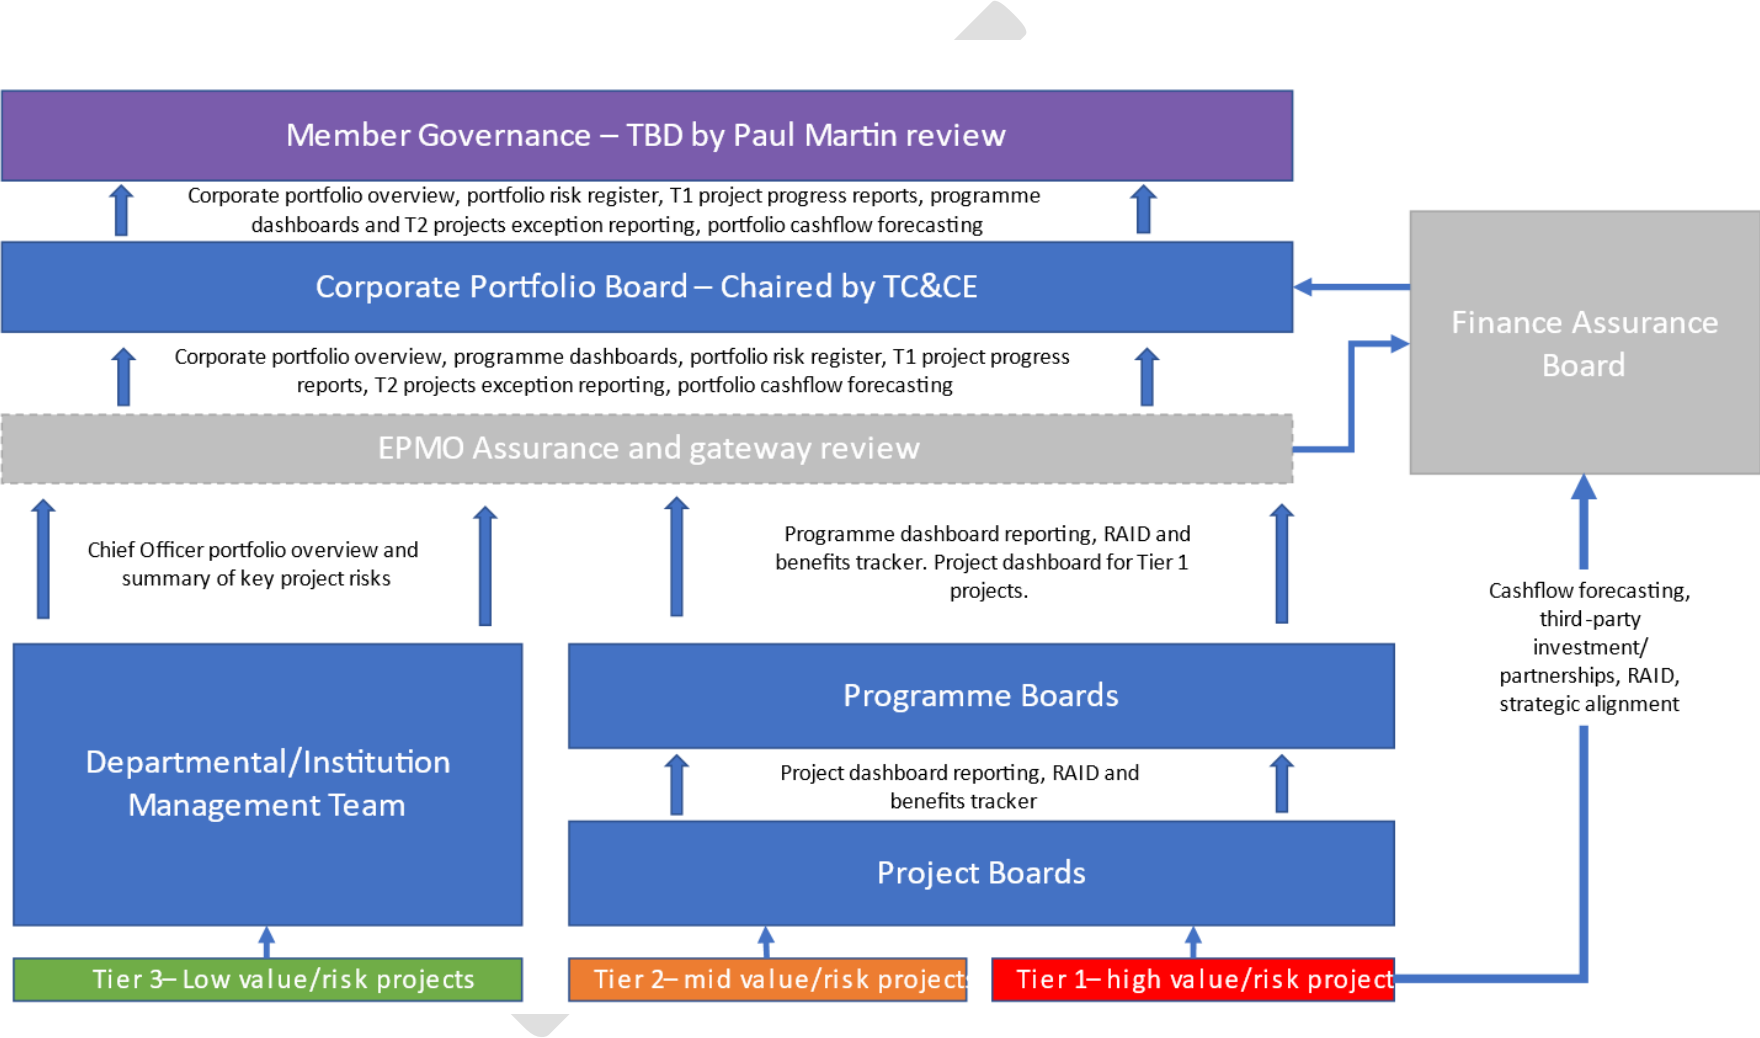 Member Governance – TBD by Paul Martin review
Corporate portfolio overview, portfolio risk register, T1 project progress reports, programme
dashboards and T2 projects exception reporting, portfolio cashflow forecasting
Corporate Portfolio Board – Chaired by TC&CE
Finance Assurance
Board
Corporate portfolio overview, programme dashboards, portfolio risk register, T1 project progress
reports, T2 projects exception reporting, portfolio cashflow forecasting
EPMO Assurance and gateway review
Chief Officer portfolio overview and
summary of key project risks
Programme dashboard reporting, RAID and
benefits tracker. Project dashboard for Tier 1
projects.
Cashflow forecasting,
third-party
investment/
partnerships, RAID,
strategic alignment
Departmental/Institution
Management Team
Programme Boards
Project dashboard reporting, RAID and
benefits tracker
Project Boards
Tier 3– Low value/risk projects
Tier 2– mid value/risk projects
Tier 1– high value/risk project